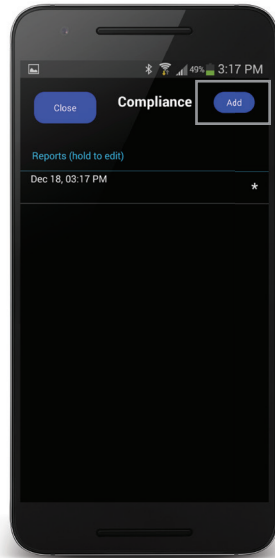 49% 3:17 PM
Close Compliance Add
Reports (hold to edit)
Dec 18, 03:17 PM
*